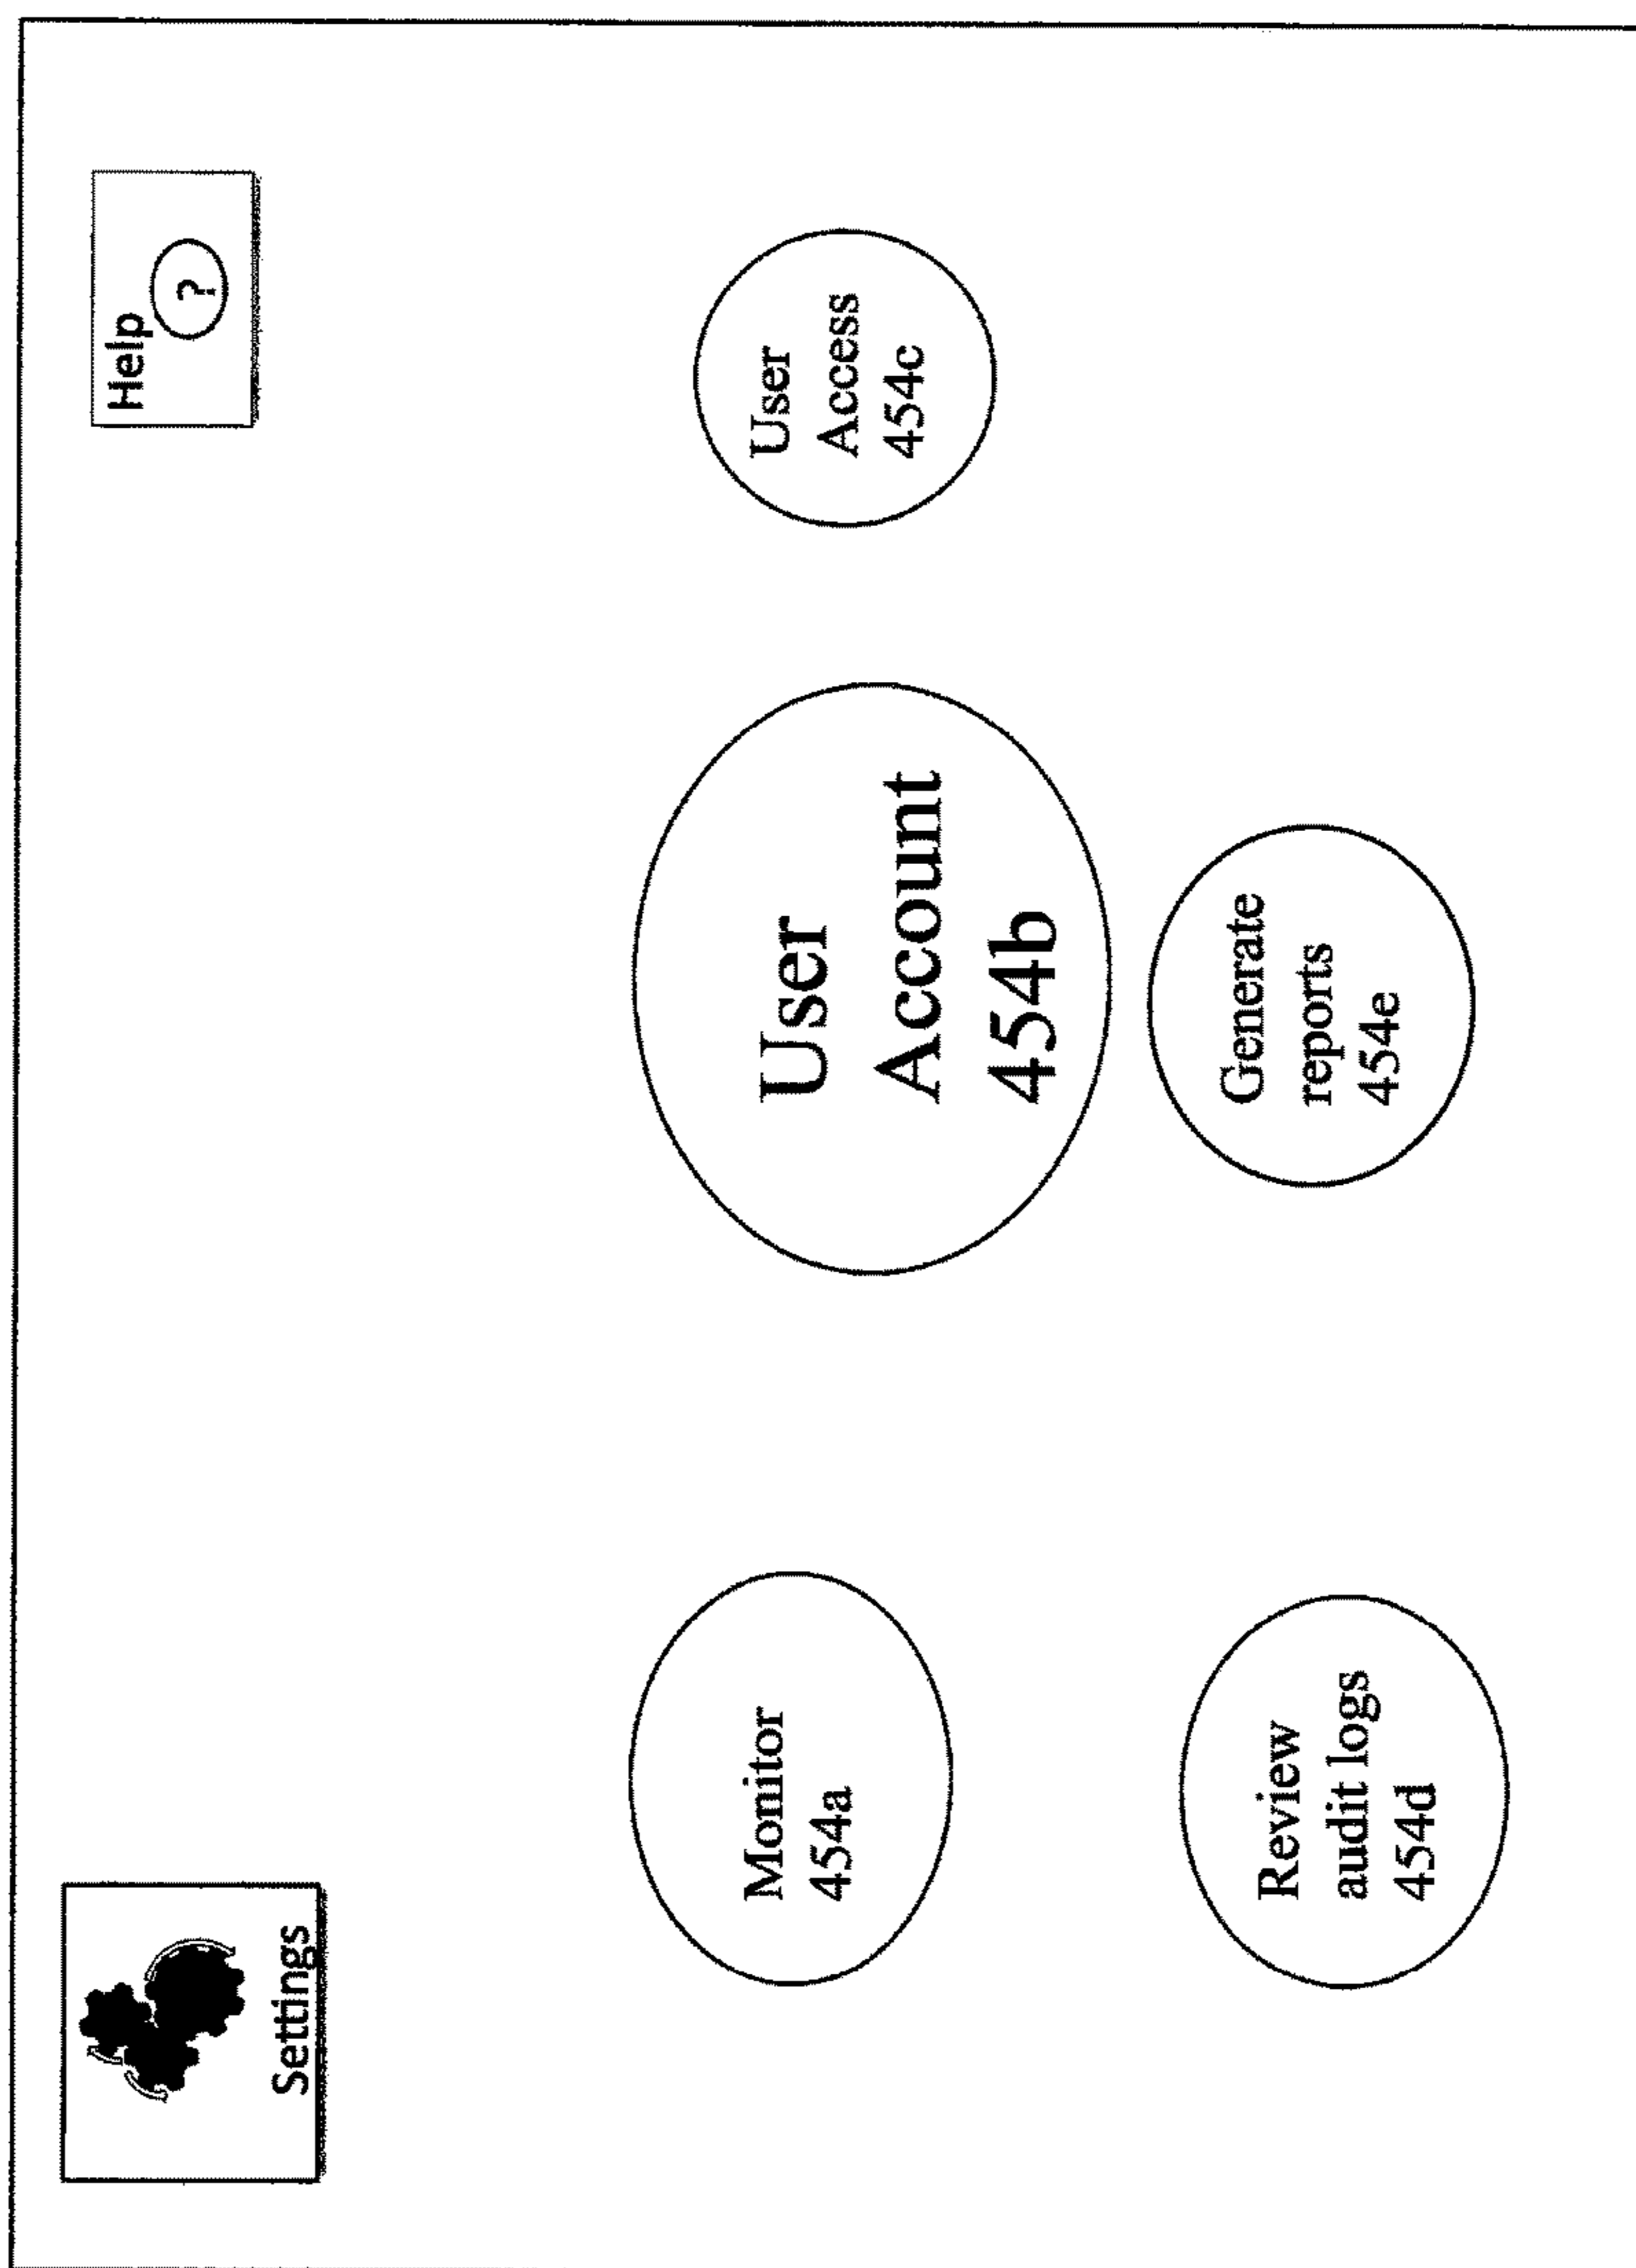 Settings
Help
?
Monitor
454a
User
Account
454b
User
Access
454c
Review
audit logs
454d
Generate
reports
454e